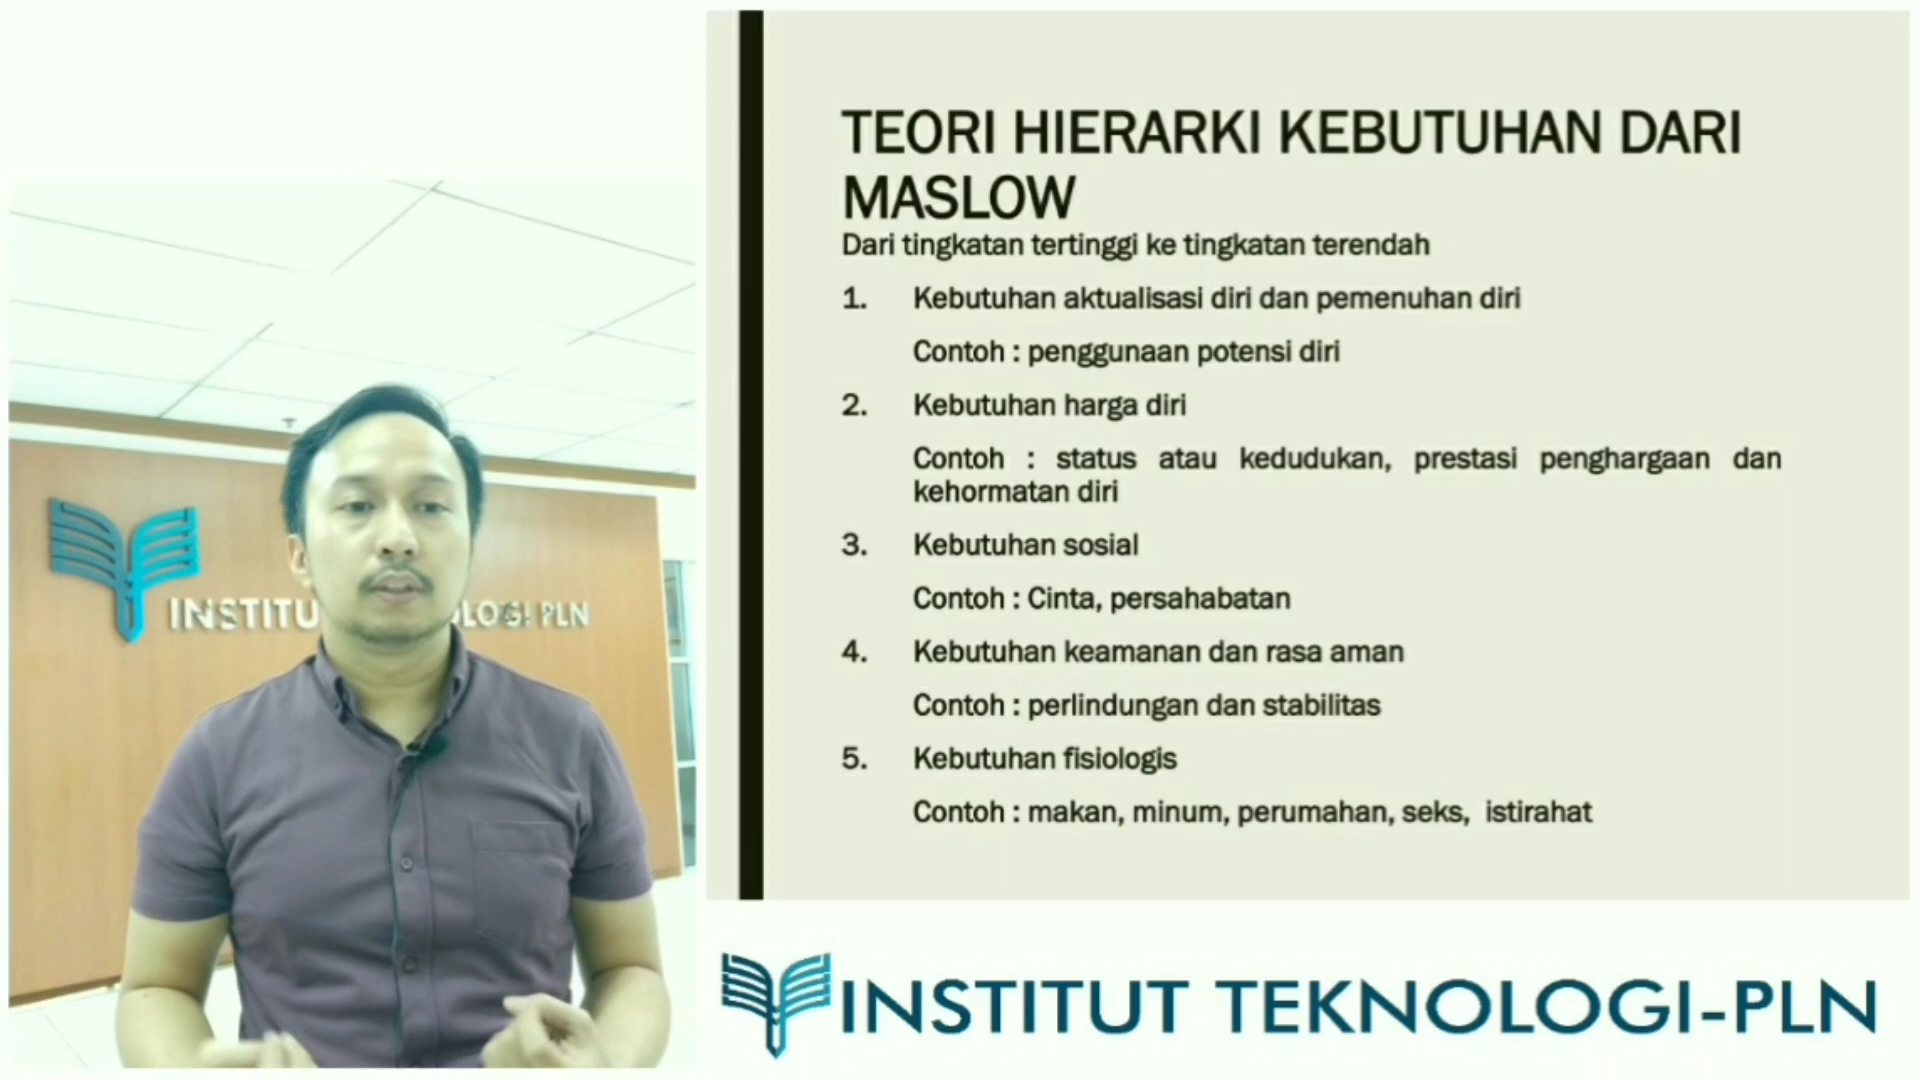 TEORI HIERARKI KEBUTUHAN DARI
MASLOW
Dari tingkatan tertinggi ke tingkatan terendah
1. Kebutuhan aktualisasi diri dan pemenuhan diri
Contoh : penggunaan potensi diri
2. Kebutuhan harga diri
Contoh : status atau kedudukan, prestasi penghargaan dan
kehormatan diri
3. Kebutuhan sosial
Contoh : Cinta, persahabatan
4. Kebutuhan keamanan dan rasa aman
Contoh : perlindungan dan stabilitas
5. Kebutuhan fisiologis
Contoh : makan, minum, perumahan, seks, istirahat
INSTITU LOGI-PLN
INSTITUT TEKNOLOGI-PLN